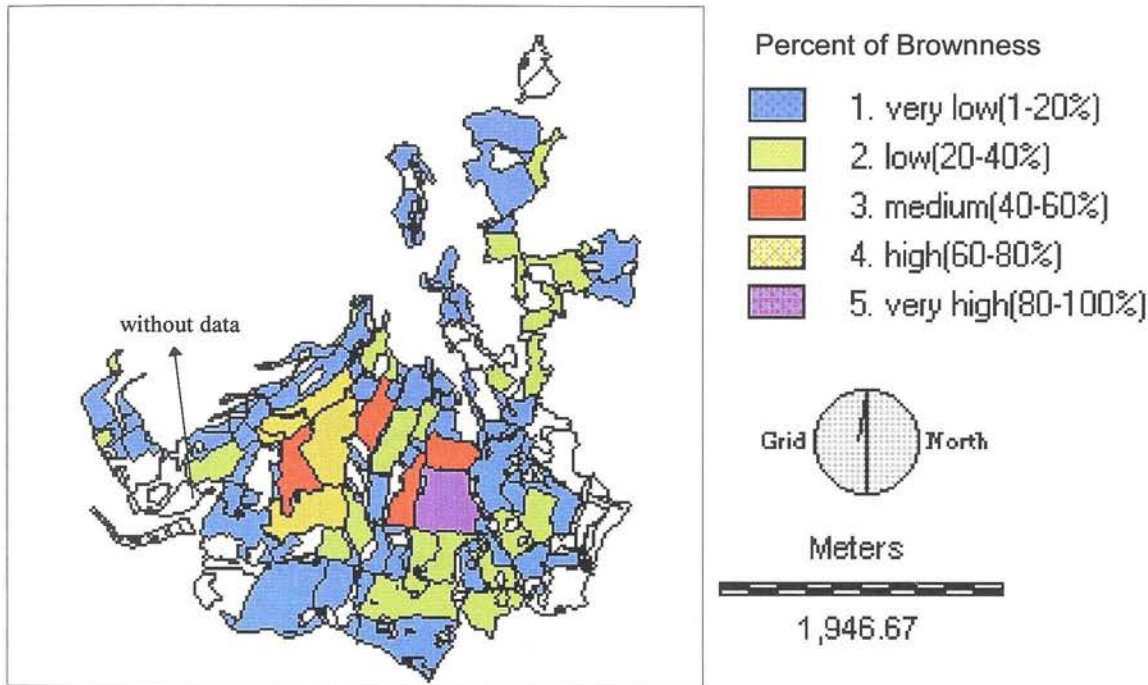 Percent of Brownness
1. very low(1-20%)
2. low(20-40%)
3. medium(40-60%)
4. high(60-80%)
5. very high(80-100%)
without data
Grid North
Meters
1,946.67